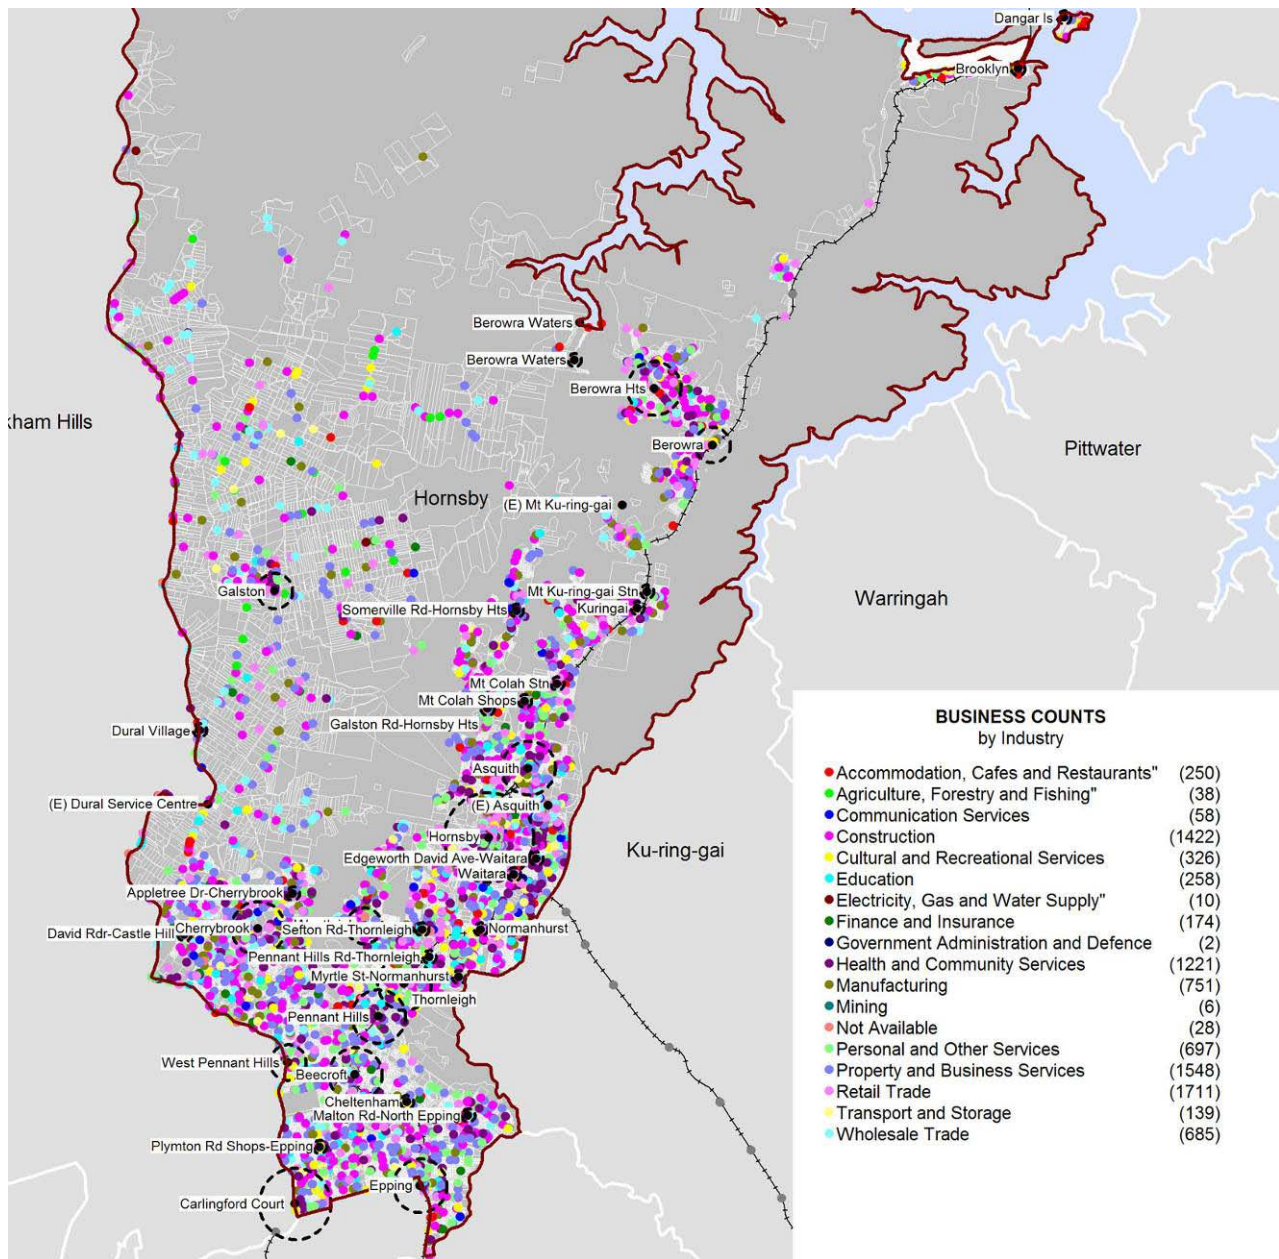 Dangar Is
Brooklyn
Berowra Waters
Berowra Waters
Berowra Hts
kham Hills
Berowra
Pittwater
Hornsby
(E) Mt Ku-ring-gai
Galston
Mt Ku-ring-gai Stn
Warringah
Somerville Rd-Hornsby Hts
Kuringai
Mt Colah Stn
Mt Colah Shops
Galston Rd-Hornsby Hts
Dural Village
Asquith
(E) Dural Service Centre
(E) Asquith
Hornsby
Ku-ring-gai
Edgeworth David Ave-Waitara
Waitara
Appletree Dr-Cherrybrook
David Rdr-Castle Hill
Cherrybrook
Sefton Rd-Thornleigh
Normanhurst
Pennant Hills Rd-Thornleigh
Myrtle St-Normanhurst
Thornleigh
Pennant Hills
West Pennant Hills
Beecroft
Cheltenham
Malton Rd-North Epping
Plymton Rd Shops-Epping
Epping
Carlingford Court
BUSINESS COUNTS
by Industry
Accommodation, Cafes and Restaurants" (250)
Agriculture, Forestry and Fishing" (38)
Communication Services (58)
Construction (1422)
Cultural and Recreational Services (326)
Education (258)
Electricity, Gas and Water Supply" (10)
Finance and Insurance (174)
Government Administration and Defence (2)
Health and Community Services (1221)
Manufacturing (751)
Mining (6)
Not Available (28)
Personal and Other Services (697)
Property and Business Services (1548)
Retail Trade (1711)
Transport and Storage (139)
Wholesale Trade (685)